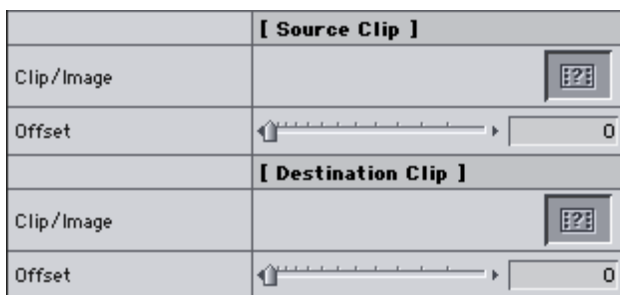 [ Source Clip ]
Clip/Image ?
Offset 0
[ Destination Clip ]
Clip/Image ?
Offset 0